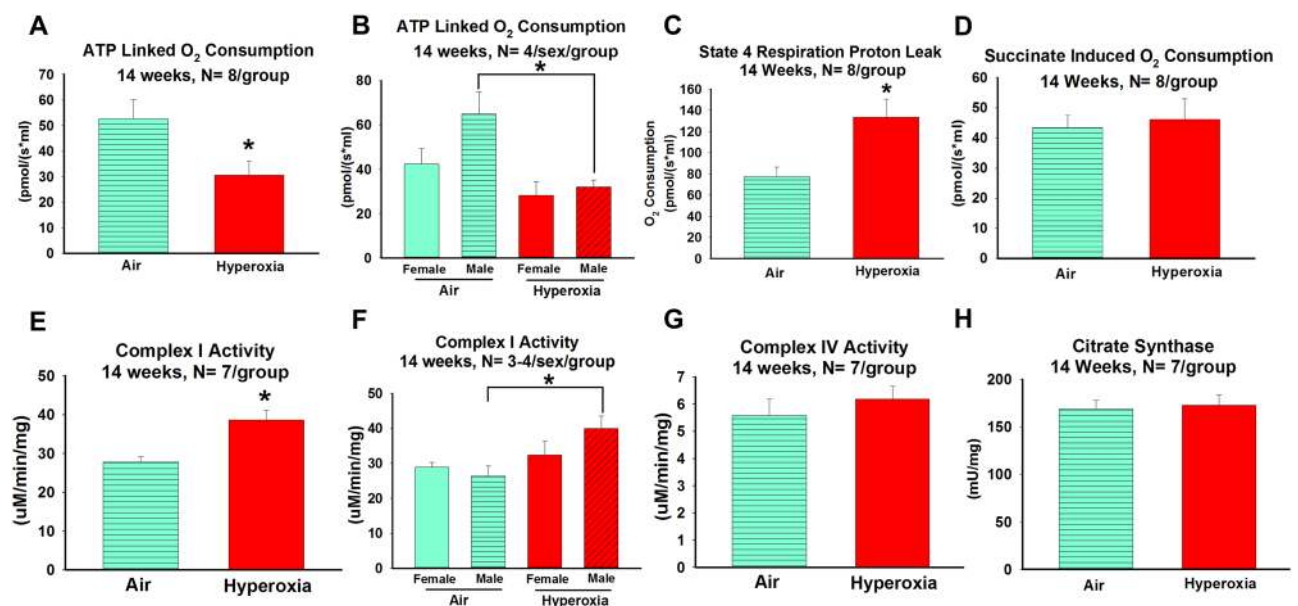 A
ATP Linked O₂ Consumption
14 weeks, N= 8/group
(pmol/(s*ml)
60
50
40
30
20
10
0
*
Air
Hyperoxia
B
ATP Linked O₂ Consumption
14 weeks, N= 4/sex/group
(pmol/(s*ml)
80
60
40
20
0
*
Female
Male
Female
Male
Air
Hyperoxia
C
State 4 Respiration Proton Leak
14 Weeks, N= 8/group
O₂ Consumption
(pmol/(s*ml)
160
140
120
100
80
60
40
20
0
*
Air
Hyperoxia
D
Succinate Induced O₂ Consumption
14 Weeks, N= 8/group
(pmol/(s*ml)
60
50
40
30
20
10
0
Air
Hyperoxia
E
Complex I Activity
14 weeks, N= 7/group
(uM/min/mg)
50
40
30
20
10
0
*
Air
Hyperoxia
F
Complex I Activity
14 weeks, N= 3-4/sex/group
(uM/min/mg)
50
40
30
20
10
0
*
Female
Male
Female
Male
Air
Hyperoxia
G
Complex IV Activity
14 weeks, N= 7/group
(uM/min/mg)
7
6
5
4
3
2
1
0
Air
Hyperoxia
H
Citrate Synthase
14 Weeks, N= 7/group
(mU/mg)
200
150
100
50
0
Air
Hyperoxia